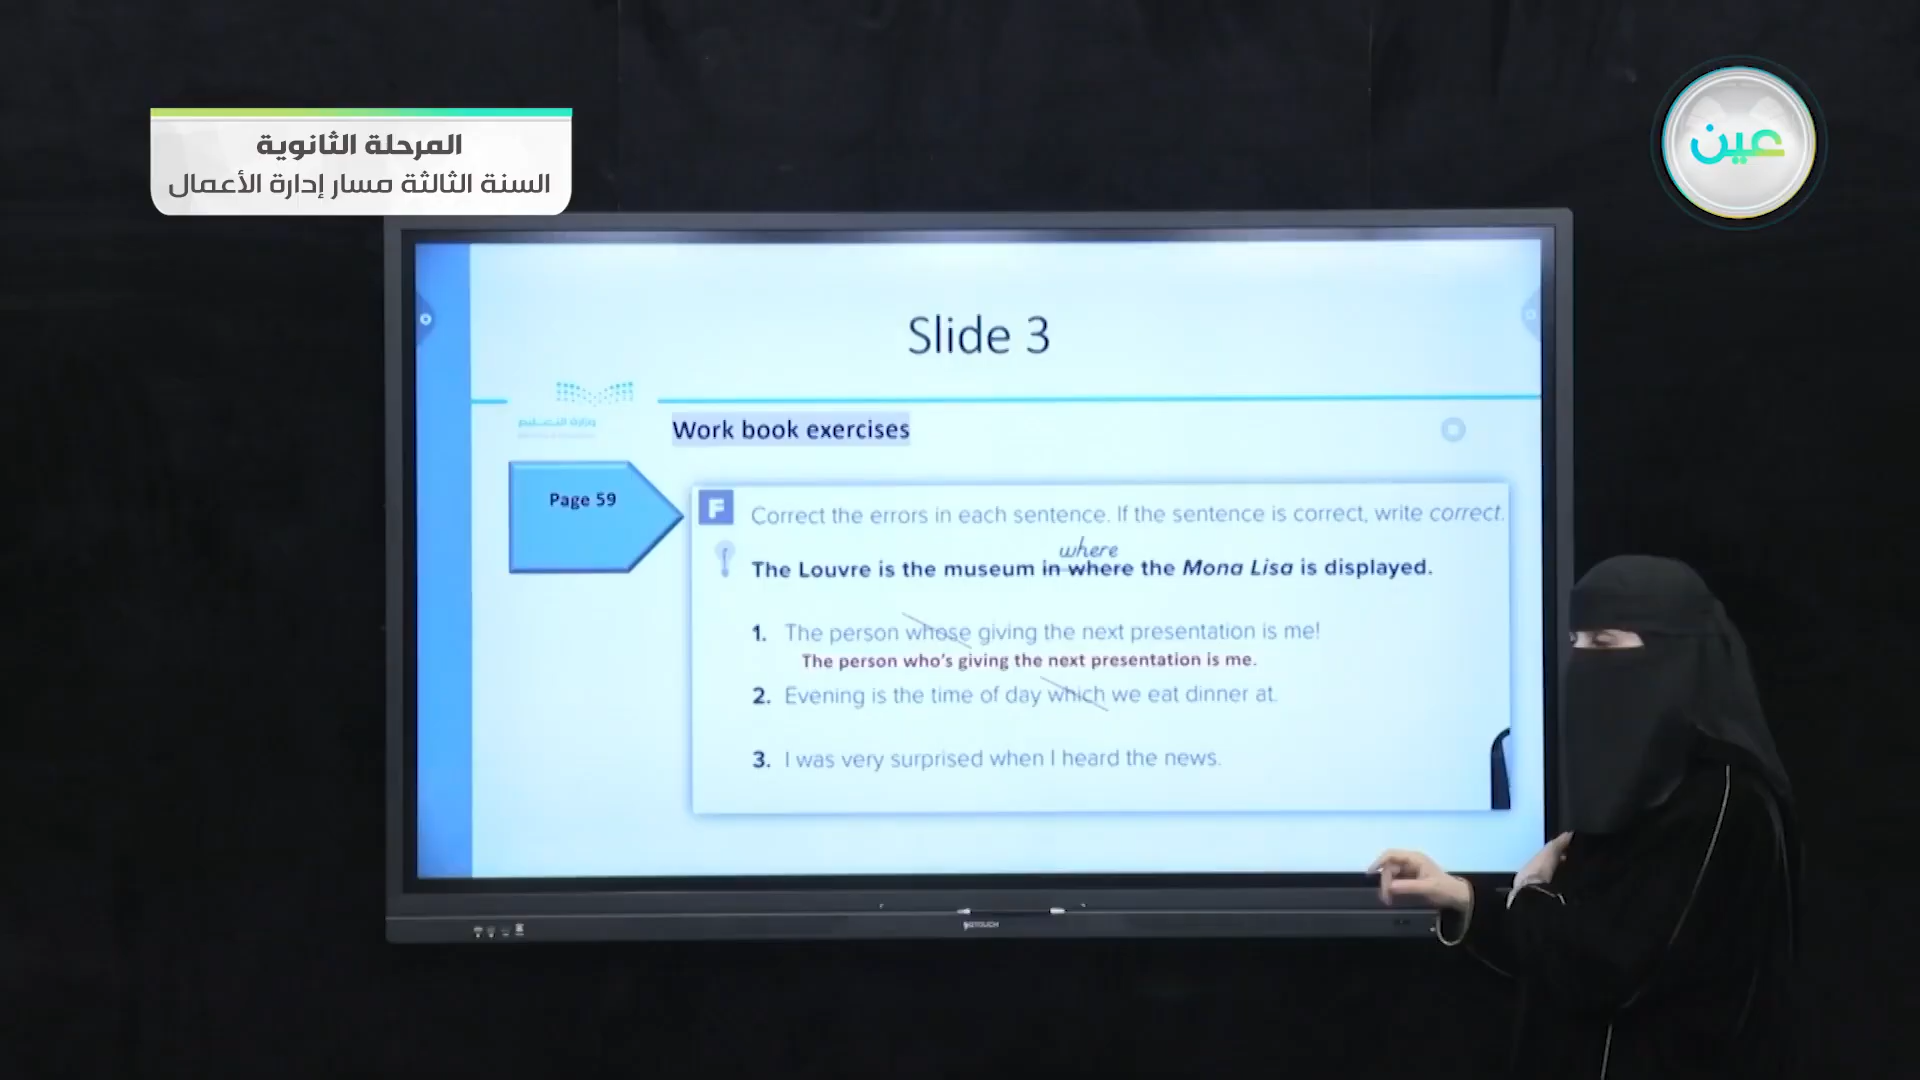 المرحلة الثانوية
السنة الثالثة مسار إدارة الأعمال
عين
Slide 3
وزارة التعليم
Work book exercises
Page 59
F Correct the errors in each sentence. If the sentence is correct, write correct.
where
The Louvre is the museum in where the Mona Lisa is displayed.
1. The person whose giving the next presentation is me!
The person who's giving the next presentation is me.
2. Evening is the time of day which we eat dinner at.
3. I was very surprised when I heard the news.